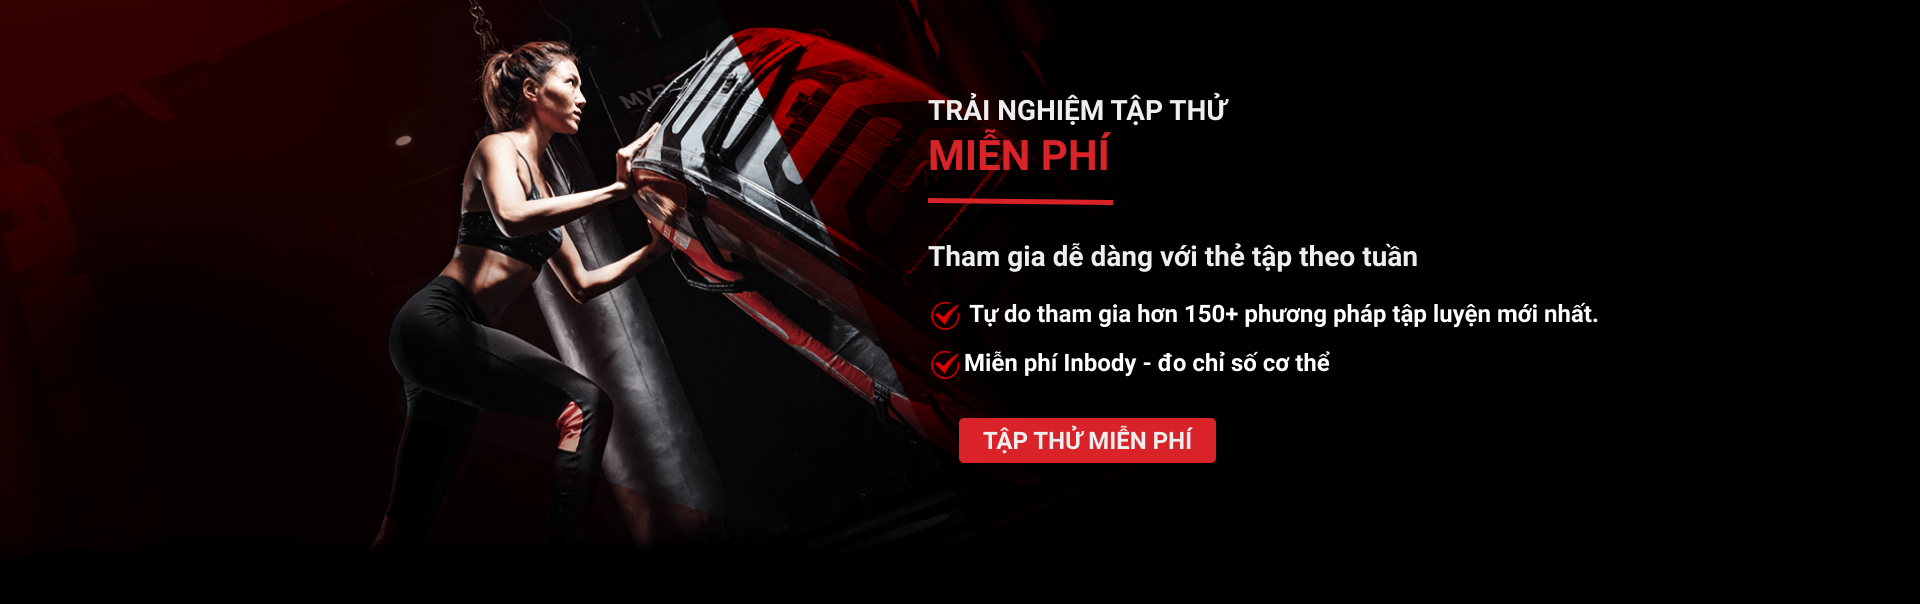 TRẢI NGHIỆM TẬP THỬ
MIỄN PHÍ
Tham gia dễ dàng với thẻ tập theo tuần
Tự do tham gia hơn 150+ phương pháp tập luyện mới nhất.
Miễn phí Inbody - đo chỉ số cơ thể
TẬP THỬ MIỄN PHÍ